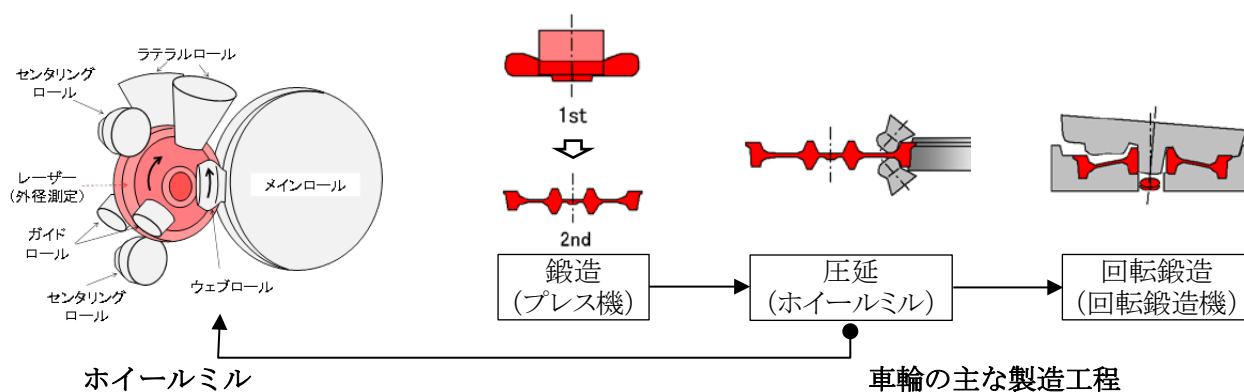 ラテラルロール
センタリング
ロール
メインロール
レーザー
(外径測定)
ガイド
ロール
センタリング
ロール
ウェブロール
ホイールミル
1st
2nd
鍛造
(プレス機)
圧延
(ホイールミル)
回転鍛造
(回転鍛造機)
車輪の主な製造工程